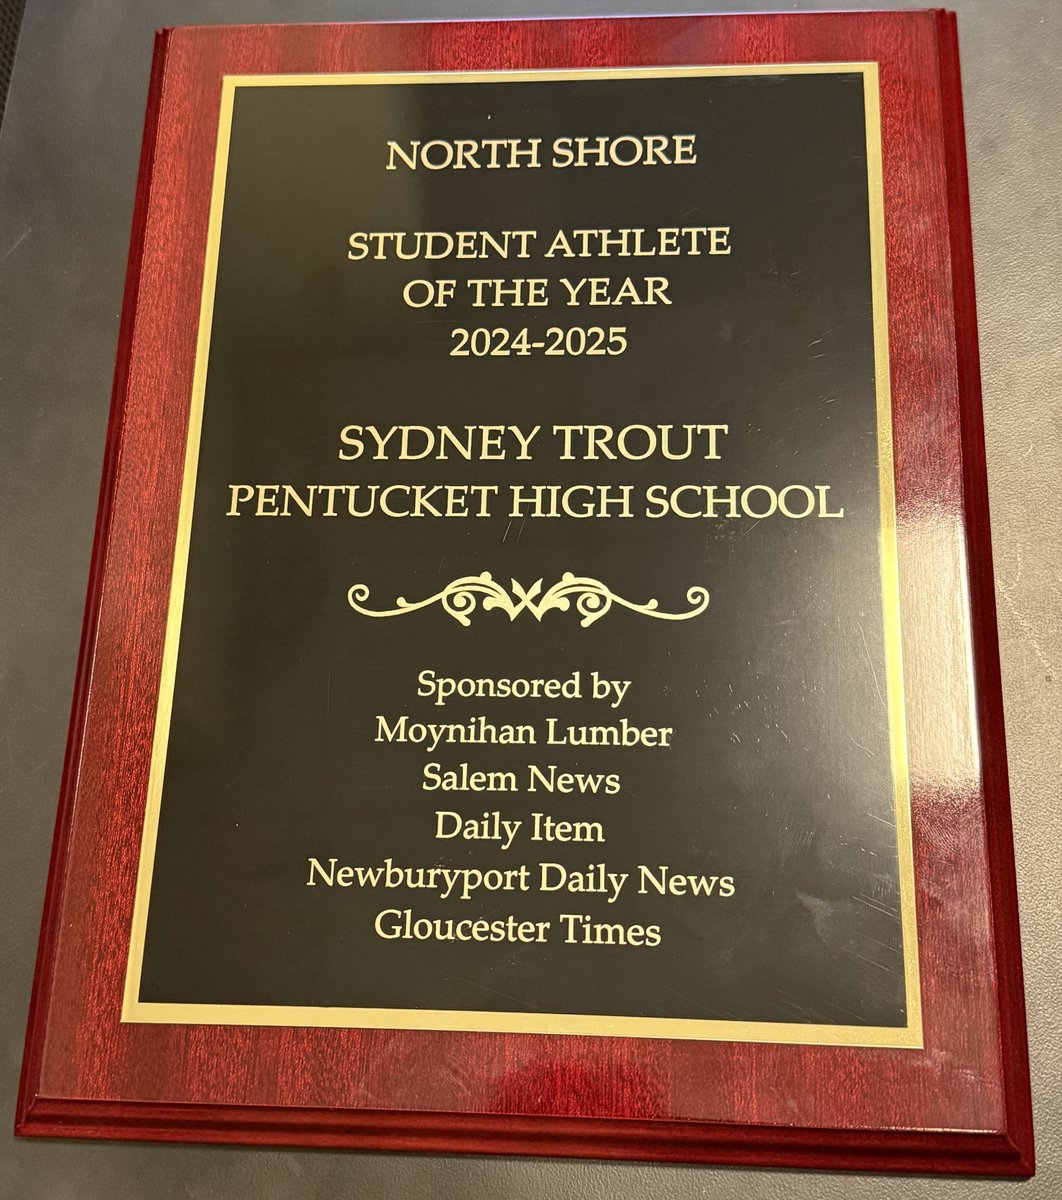 NORTH SHORE
STUDENT ATHLETE
OF THE YEAR
2024-2025
SYDNEY TROUT
PENTUCKET HIGH SCHOOL
Sponsored by
Moynihan Lumber
Salem News
Daily Item
Newburyport Daily News
Gloucester Times